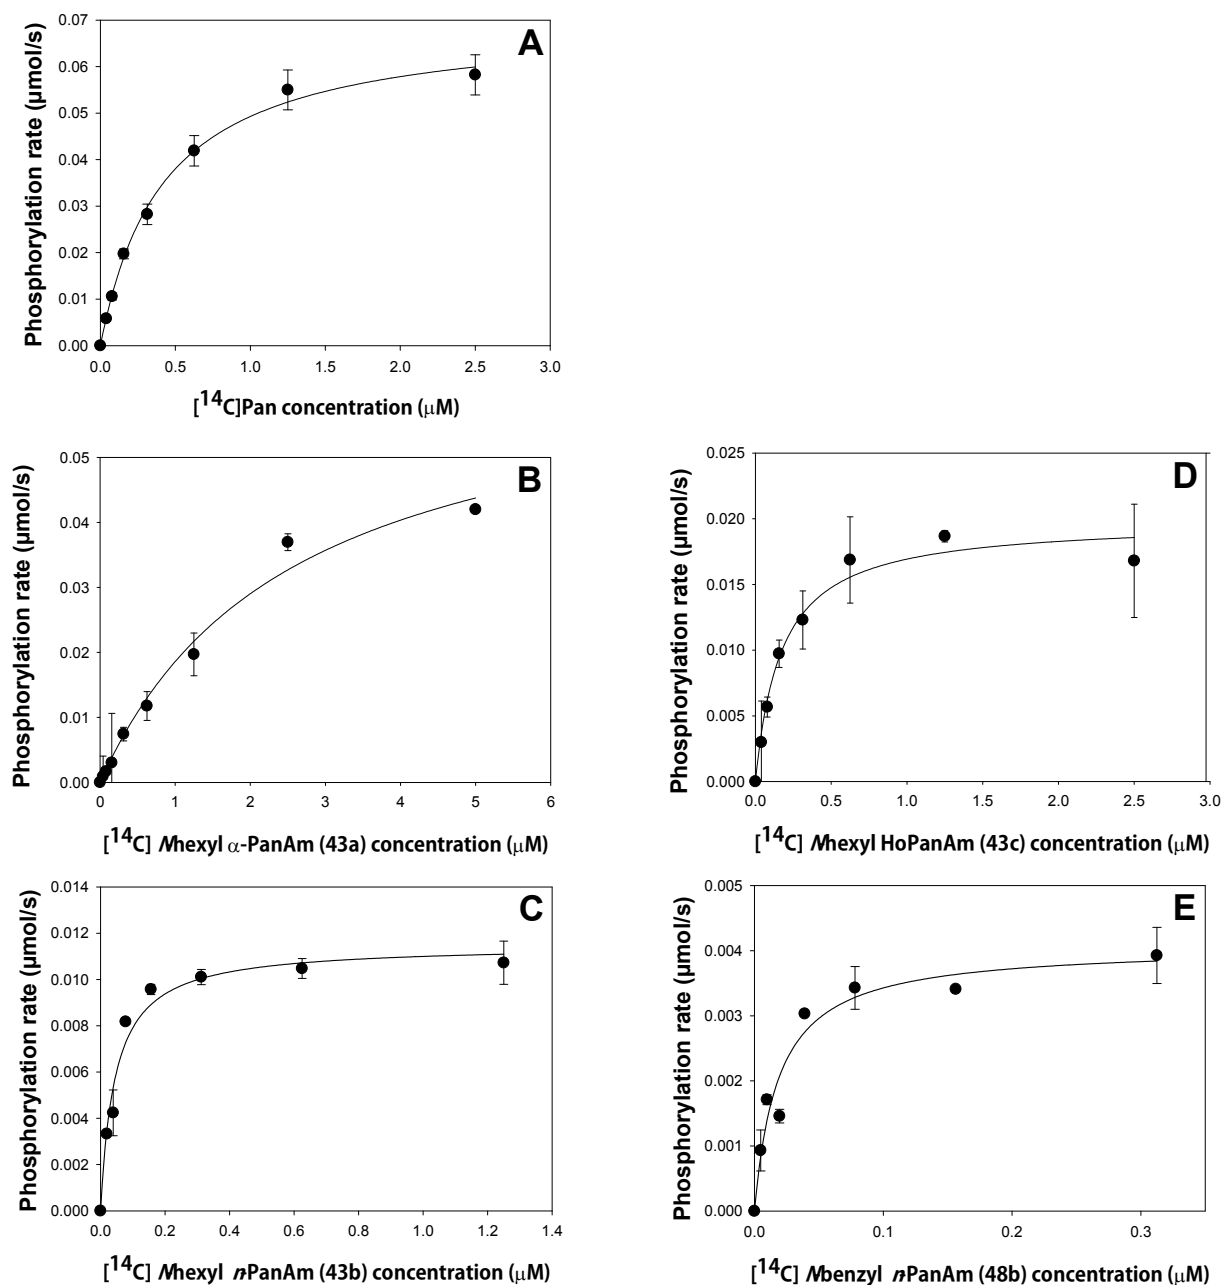 A
Phosphorylation rate (µmol/s)
0.07
0.06
0.05
0.04
0.03
0.02
0.01
0.00
0.0 0.5 1.0 1.5 2.0 2.5 3.0
[14C]Pan concentration (µM)
B
Phosphorylation rate (µmol/s)
0.05
0.04
0.03
0.02
0.01
0.00
0 1 2 3 4 5 6
[14C] N-hexyl α-PanAm (43a) concentration (µM)
D
Phosphorylation rate (µmol/s)
0.025
0.020
0.015
0.010
0.005
0.000
0.0 0.5 1.0 1.5 2.0 2.5 3.0
[14C] N-hexyl HoPanAm (43c) concentration (µM)
C
Phosphorylation rate (µmol/s)
0.014
0.012
0.010
0.008
0.006
0.004
0.002
0.000
0.0 0.2 0.4 0.6 0.8 1.0 1.2 1.4
[14C] N-hexyl n-PanAm (43b) concentration (µM)
E
Phosphorylation rate (µmol/s)
0.005
0.004
0.003
0.002
0.001
0.000
0.0 0.1 0.2 0.3
[14C] N-benzyl n-PanAm (48b) concentration (µM)